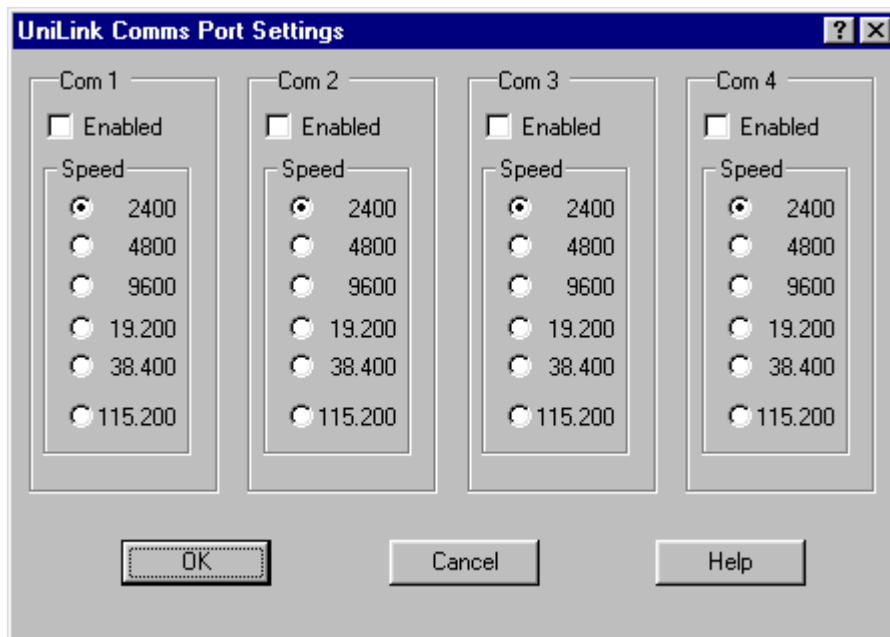 UniLink Comms Port Settings
Com 1 Com 2 Com 3 Com 4
Enabled Enabled Enabled Enabled
Speed Speed Speed Speed
2400 2400 2400 2400
4800 4800 4800 4800
9600 9600 9600 9600
19.200 19.200 19.200 19.200
38.400 38.400 38.400 38.400
115.200 115.200 115.200 115.200
OK Cancel Help